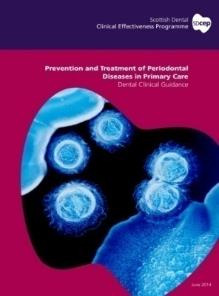 Scottish Dental
Clinical Effectiveness Programme
sdcep
Prevention and Treatment of Periodontal
Diseases in Primary Care
Dental Clinical Guidance
June 2014